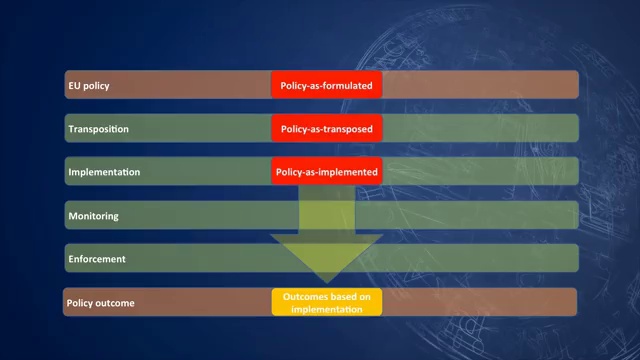 EU policy
Policy-as-formulated
Transposition
Policy-as-transposed
Implementation
Policy-as-implemented
Monitoring
Enforcement
Policy outcome
Outcomes based on
implementation